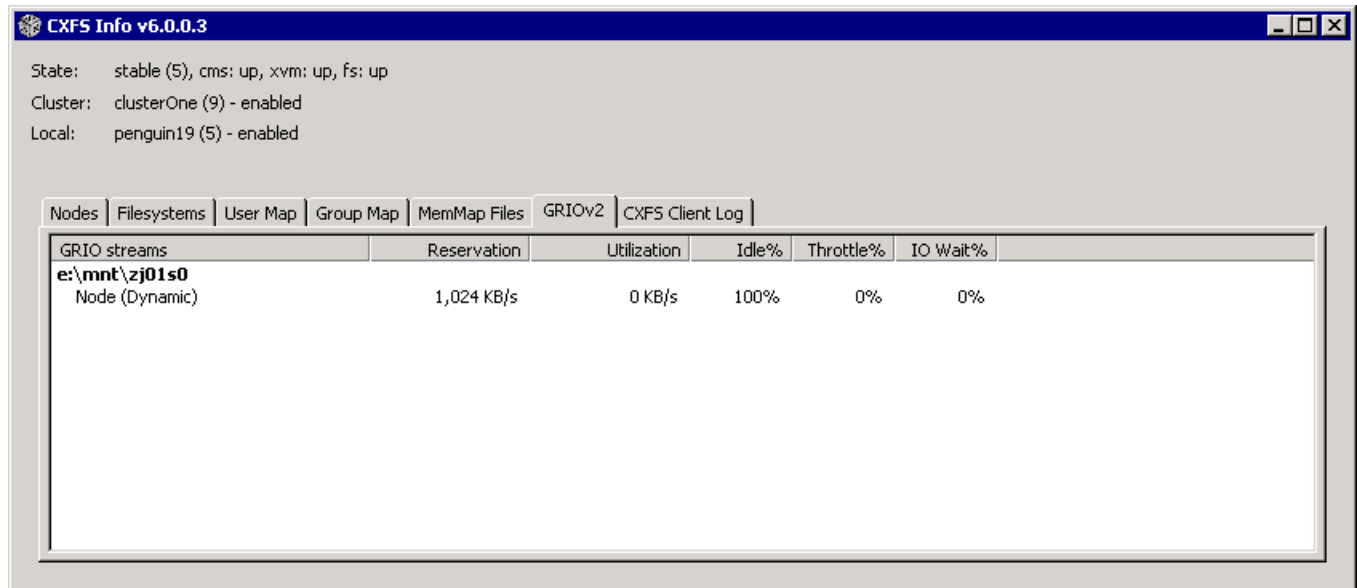 CXFS Info v6.0.0.3
State: stable (5), cms: up, xvm: up, fs: up
Cluster: clusterOne (9) - enabled
Local: penguin19 (5) - enabled
Nodes Filesystems User Map Group Map MemMap Files GRIOv2 CXFS Client Log
GRIO streams Reservation Utilization Idle% Throttle% IO Wait%
e:\mnt\zj01s0
Node (Dynamic) 1,024 KB/s 0 KB/s 100% 0% 0%